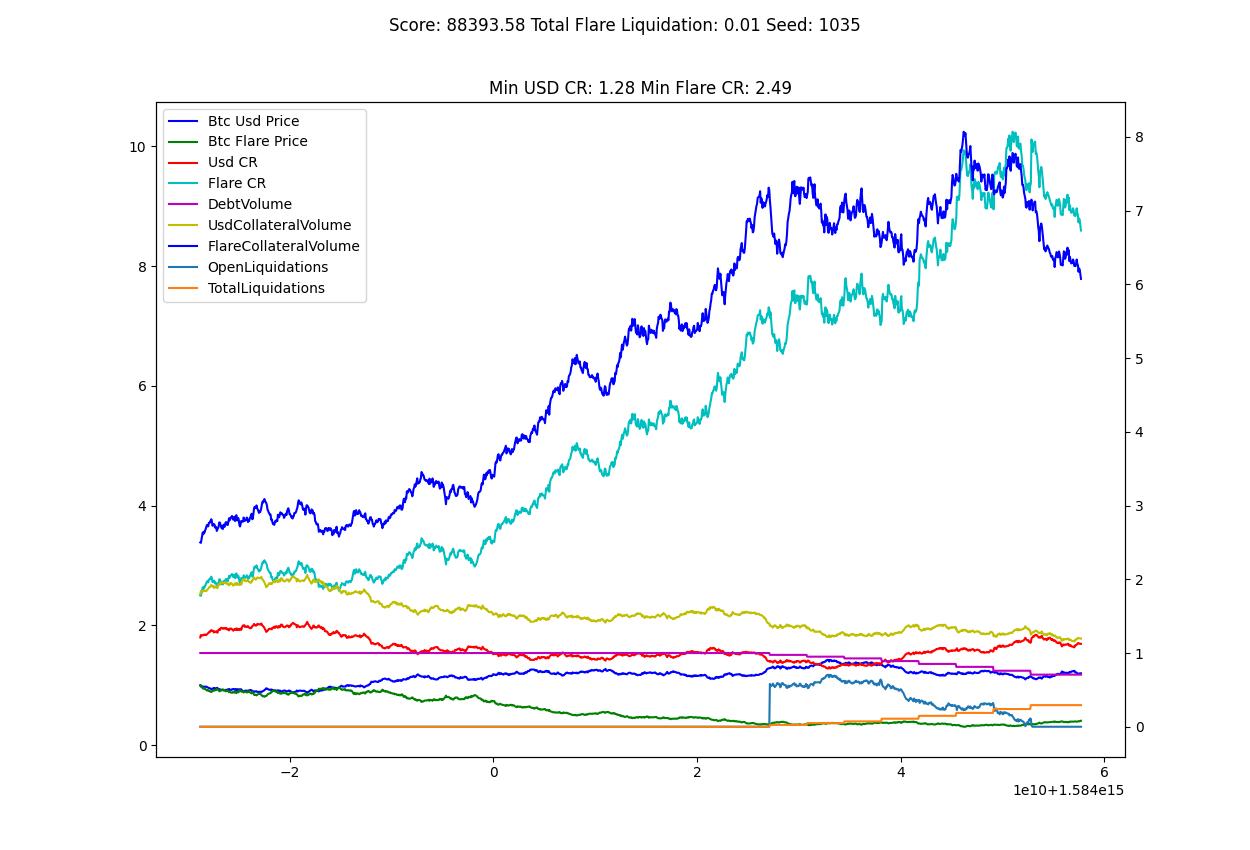 Score: 88393.58 Total Flare Liquidation: 0.01 Seed: 1035
Min USD CR: 1.28 Min Flare CR: 2.49
Btc Usd Price
Btc Flare Price
Usd CR
Flare CR
DebtVolume
UsdCollateralVolume
FlareCollateralVolume
OpenLiquidations
TotalLiquidations
10
8
6
4
2
0
8
7
6
5
4
3
2
1
0
−2
0
2
4
6
1e10+1.584e15